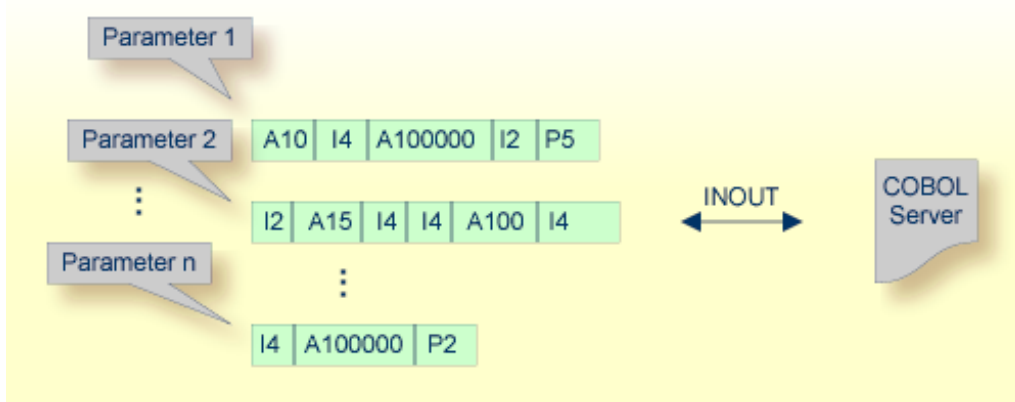 Parameter 1
Parameter 2
A10 I4 A100000 I2 P5
I2 A15 I4 I4 A100 I4
INOUT
COBOL
Server
Parameter n
I4 A100000 P2